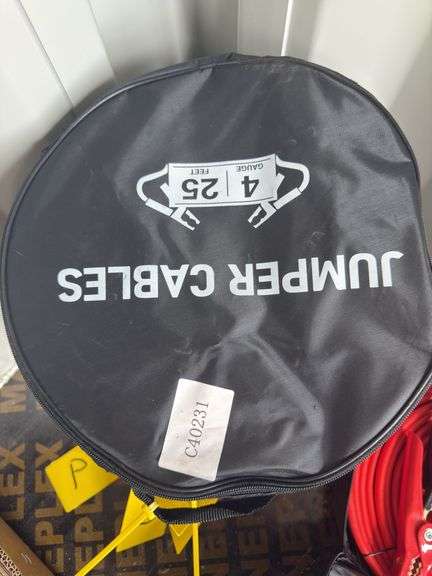 JUMPER CABLES
4 | 25
GAUGE FEET
C40231
P